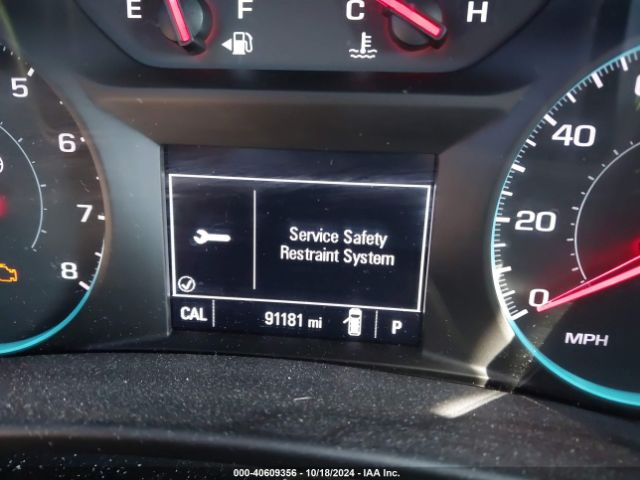 E F C H
5
6
7
8
Service Safety
Restraint System
CAL 91181 mi P
40
20
0
MPH
000-40609356 - 10/18/2024 - IAA Inc.